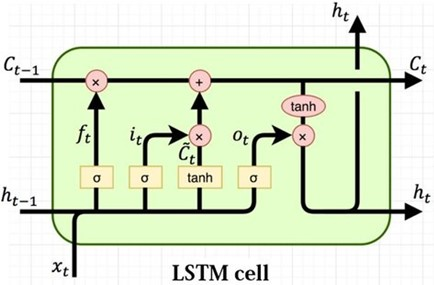 h_t
C_{t-1} × + C_t
tanh
f_t i_t × o_t ×
C̃_t
σ σ tanh σ
h_{t-1} h_t
x_t
LSTM cell